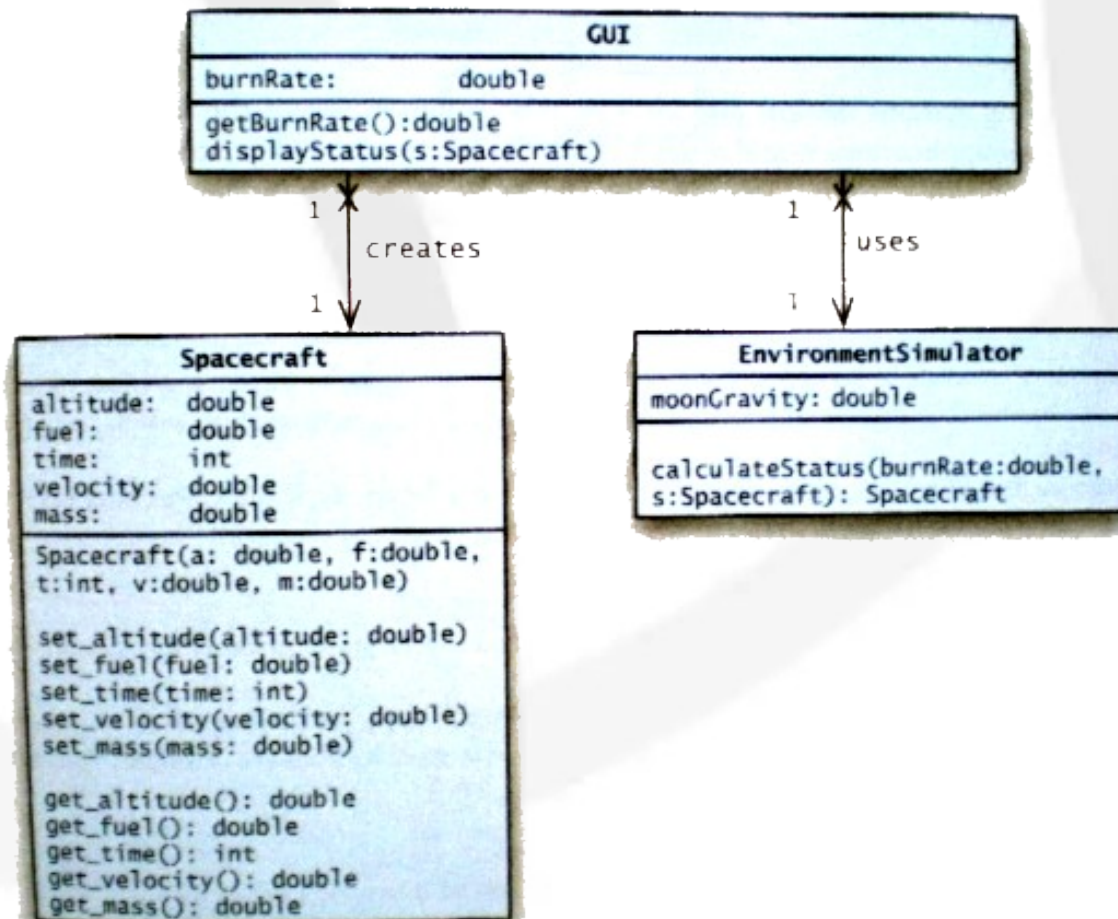 GUI
burnRate: double
getBurnRate():double
displayStatus(s:Spacecraft)
1
creates
1
1
uses
1
Spacecraft
altitude: double
fuel: double
time: int
velocity: double
mass: double
Spacecraft(a: double, f:double,
t:int, v:double, m:double)
set_altitude(altitude: double)
set_fuel(fuel: double)
set_time(time: int)
set_velocity(velocity: double)
set_mass(mass: double)
get_altitude(): double
get_fuel(): double
get_time(): int
get_velocity(): double
get_mass(): double
EnvironmentSimulator
moonGravity: double
calculateStatus(burnRate:double,
s:Spacecraft): Spacecraft